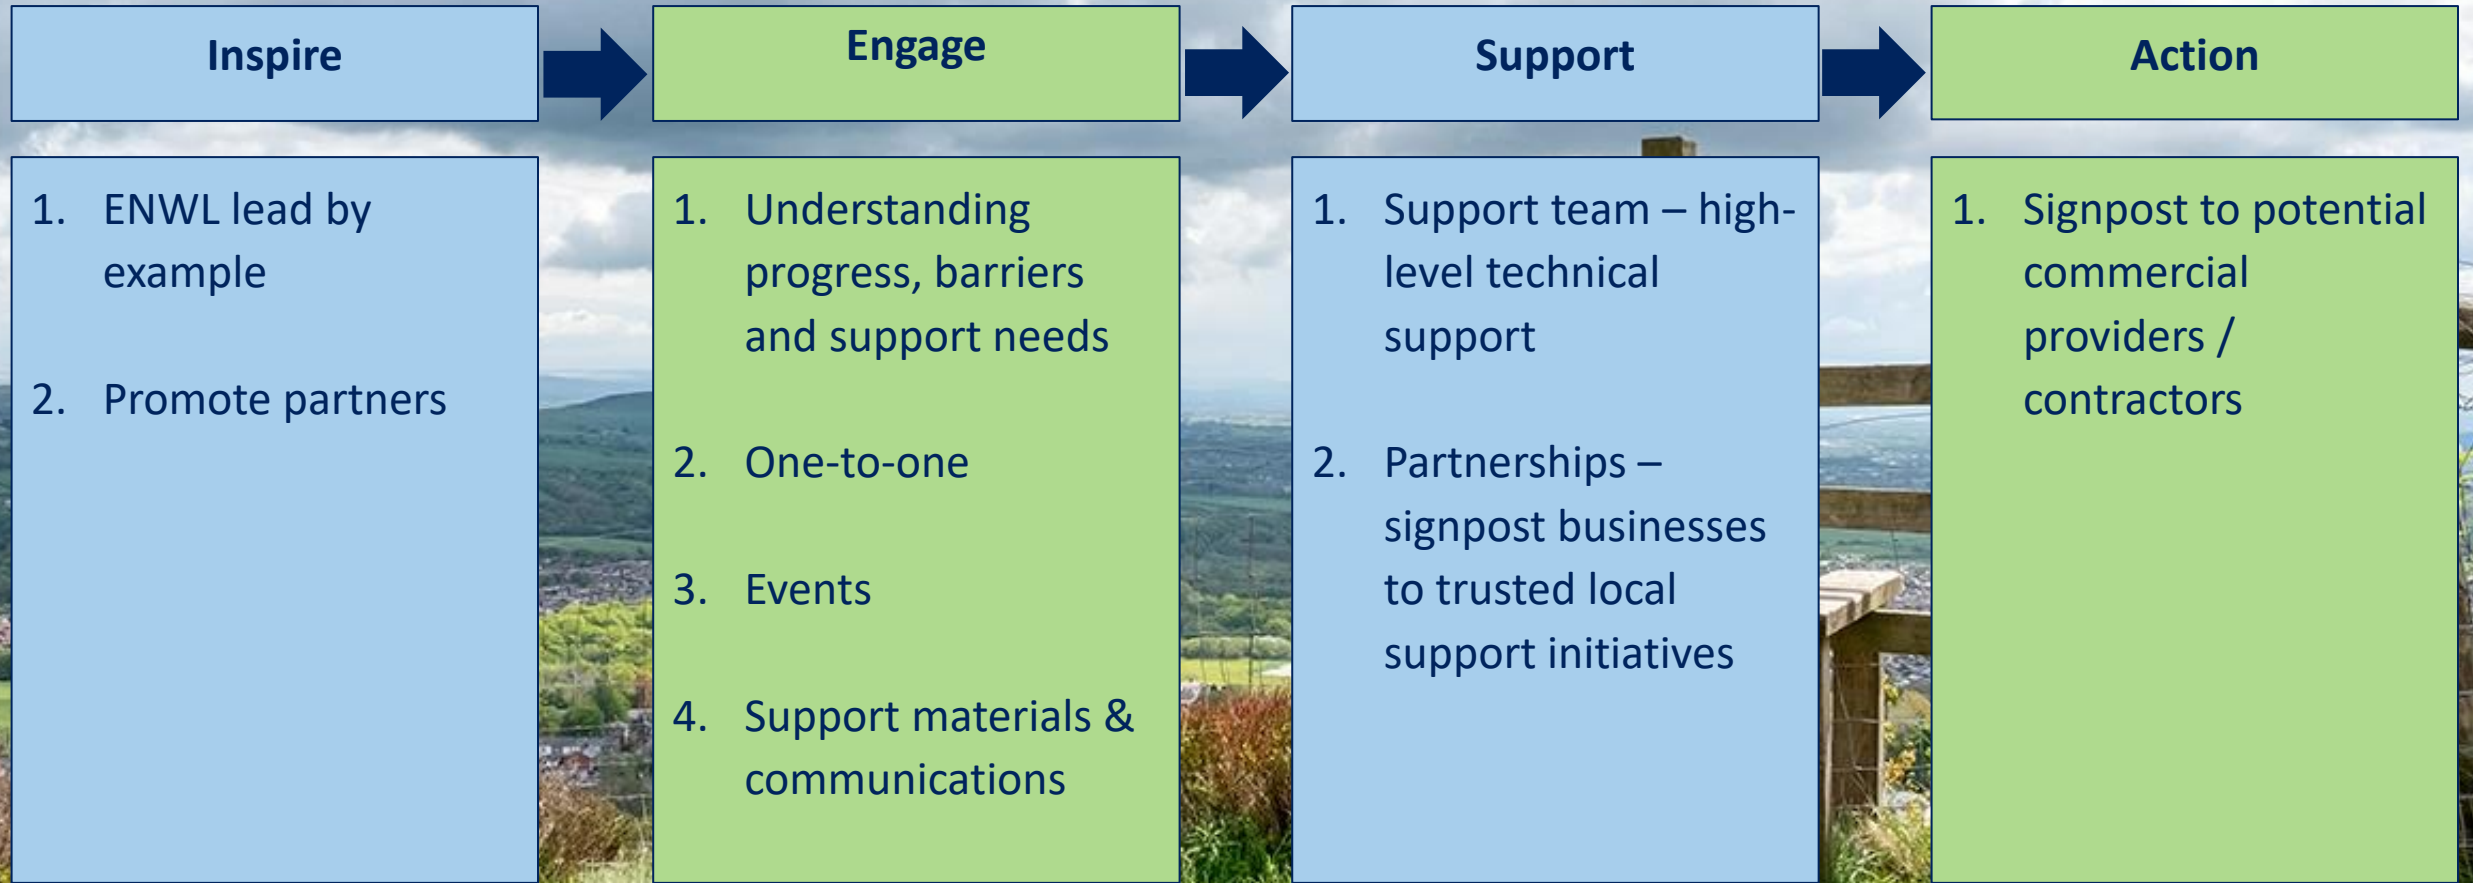 Inspire
1. ENWL lead by
example
2. Promote partners
Engage
1. Understanding
progress, barriers
and support needs
2. One-to-one
3. Events
4. Support materials &
communications
Support
1. Support team – high-
level technical
support
2. Partnerships –
signpost businesses
to trusted local
support initiatives
Action
1. Signpost to potential
commercial
providers /
contractors